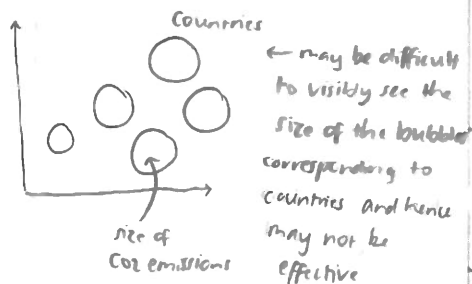 Countries
← may be difficult
to visibly see the
size of the bubbles
corresponding to
countries and hence
may not be
effective
size of
CO2 emissions